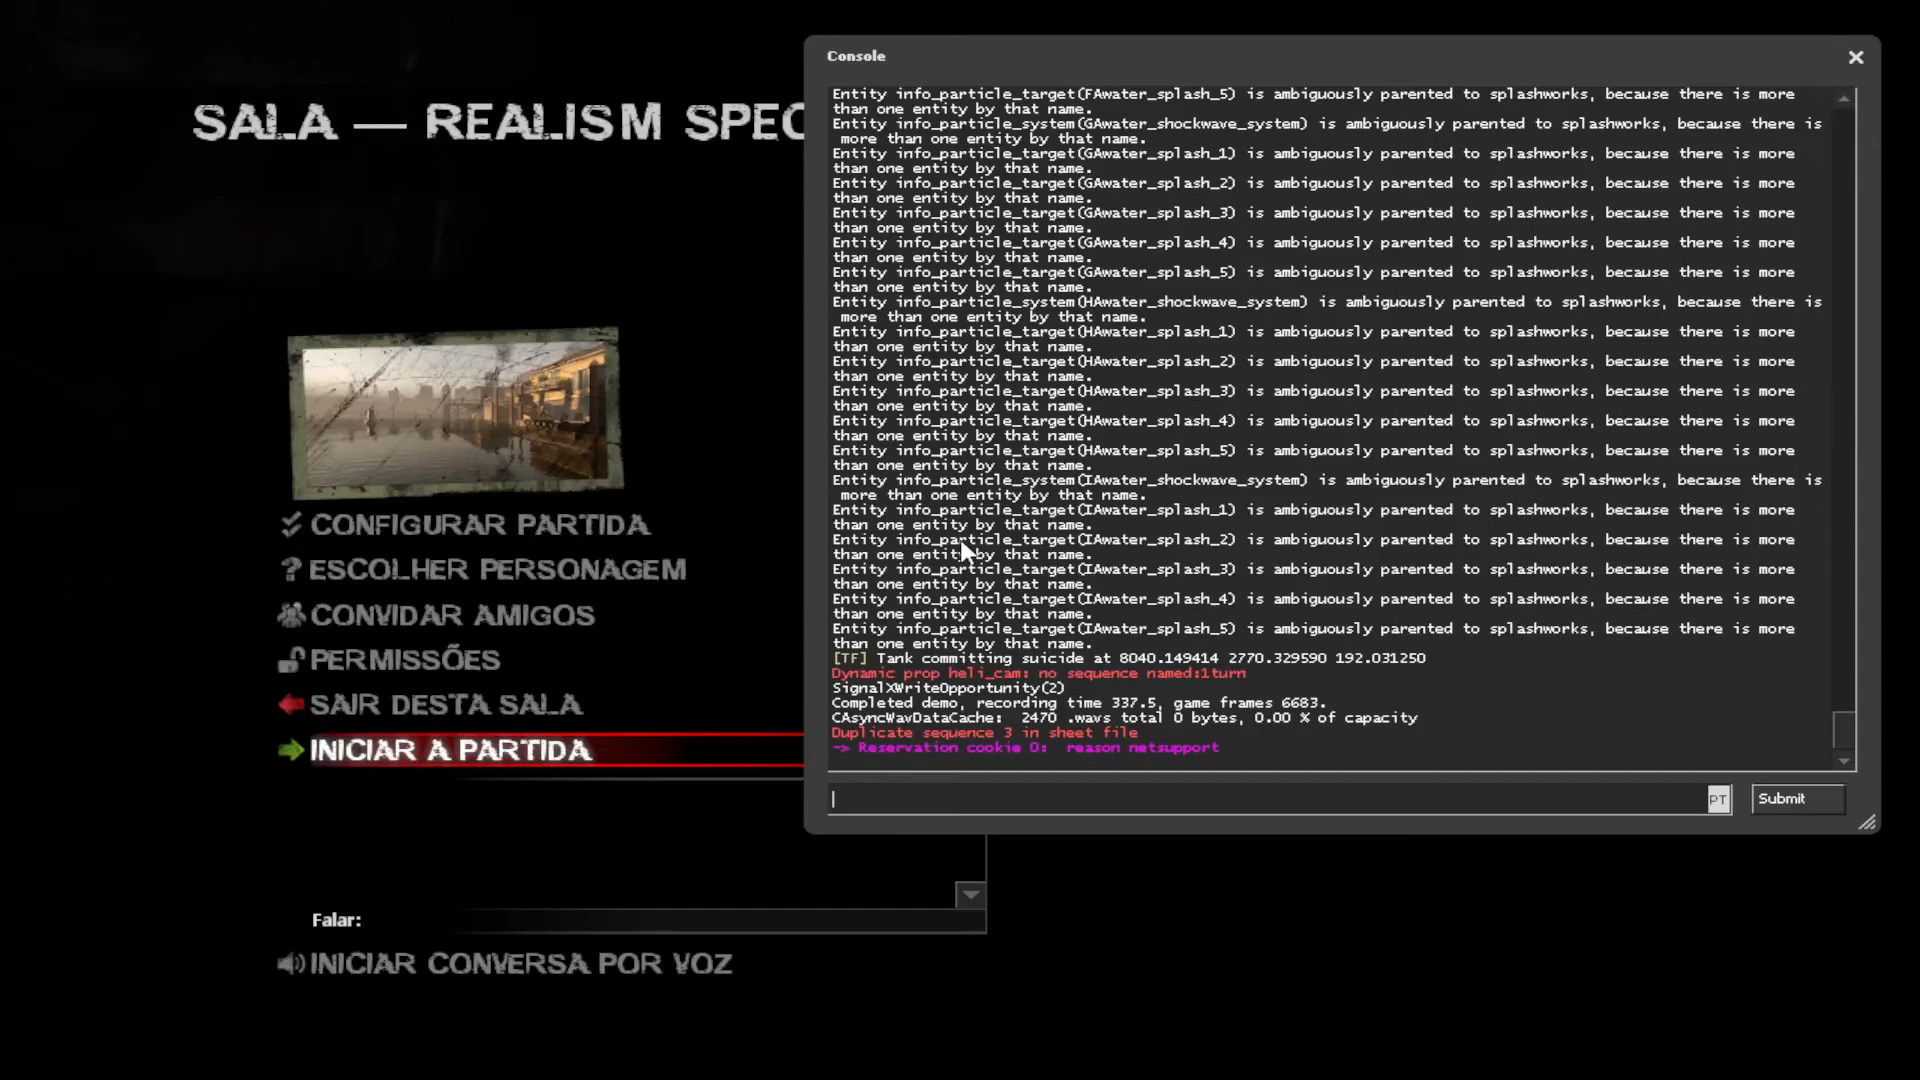 SALA — REALISM SPEC
CONFIGURAR PARTIDA
ESCOLHER PERSONAGEM
CONVIDAR AMIGOS
PERMISSÕES
SAIR DESTA SALA
INICIAR A PARTIDA
Falar:
INICIAR CONVERSA POR VOZ
Console
Entity info_particle_target(FAwater_splash_5) is ambiguously parented to splashworks, because there is more
than one entity by that name.
Entity info_particle_system(GAwater_shockwave_system) is ambiguously parented to splashworks, because there is
more than one entity by that name.
Entity info_particle_target(GAwater_splash_1) is ambiguously parented to splashworks, because there is more
than one entity by that name.
Entity info_particle_target(GAwater_splash_2) is ambiguously parented to splashworks, because there is more
than one entity by that name.
Entity info_particle_target(GAwater_splash_3) is ambiguously parented to splashworks, because there is more
than one entity by that name.
Entity info_particle_target(GAwater_splash_4) is ambiguously parented to splashworks, because there is more
than one entity by that name.
Entity info_particle_target(GAwater_splash_5) is ambiguously parented to splashworks, because there is more
than one entity by that name.
Entity info_particle_system(HAwater_shockwave_system) is ambiguously parented to splashworks, because there is
more than one entity by that name.
Entity info_particle_target(HAwater_splash_1) is ambiguously parented to splashworks, because there is more
than one entity by that name.
Entity info_particle_target(HAwater_splash_2) is ambiguously parented to splashworks, because there is more
than one entity by that name.
Entity info_particle_target(HAwater_splash_3) is ambiguously parented to splashworks, because there is more
than one entity by that name.
Entity info_particle_target(HAwater_splash_4) is ambiguously parented to splashworks, because there is more
than one entity by that name.
Entity info_particle_target(HAwater_splash_5) is ambiguously parented to splashworks, because there is more
than one entity by that name.
Entity info_particle_system(IAwater_shockwave_system) is ambiguously parented to splashworks, because there is
more than one entity by that name.
Entity info_particle_target(IAwater_splash_1) is ambiguously parented to splashworks, because there is more
than one entity by that name.
Entity info_particle_target(IAwater_splash_2) is ambiguously parented to splashworks, because there is more
than one entity by that name.
Entity info_particle_target(IAwater_splash_3) is ambiguously parented to splashworks, because there is more
than one entity by that name.
Entity info_particle_target(IAwater_splash_4) is ambiguously parented to splashworks, because there is more
than one entity by that name.
Entity info_particle_target(IAwater_splash_5) is ambiguously parented to splashworks, because there is more
than one entity by that name.
[TF] Tank committing suicide at 8040.149414 2770.329590 192.031250
Dynamic prop heli_cam: no sequence named:1turn
SignalXWriteOpportunity(2)
Completed demo, recording time 337.5, game frames 6683.
CAsyncWavDataCache:  2470 .wavs total 0 bytes, 0.00 % of capacity
Duplicate sequence 3 in sheet file
-> Reservation cookie 0:  reason netsupport
PT
Submit